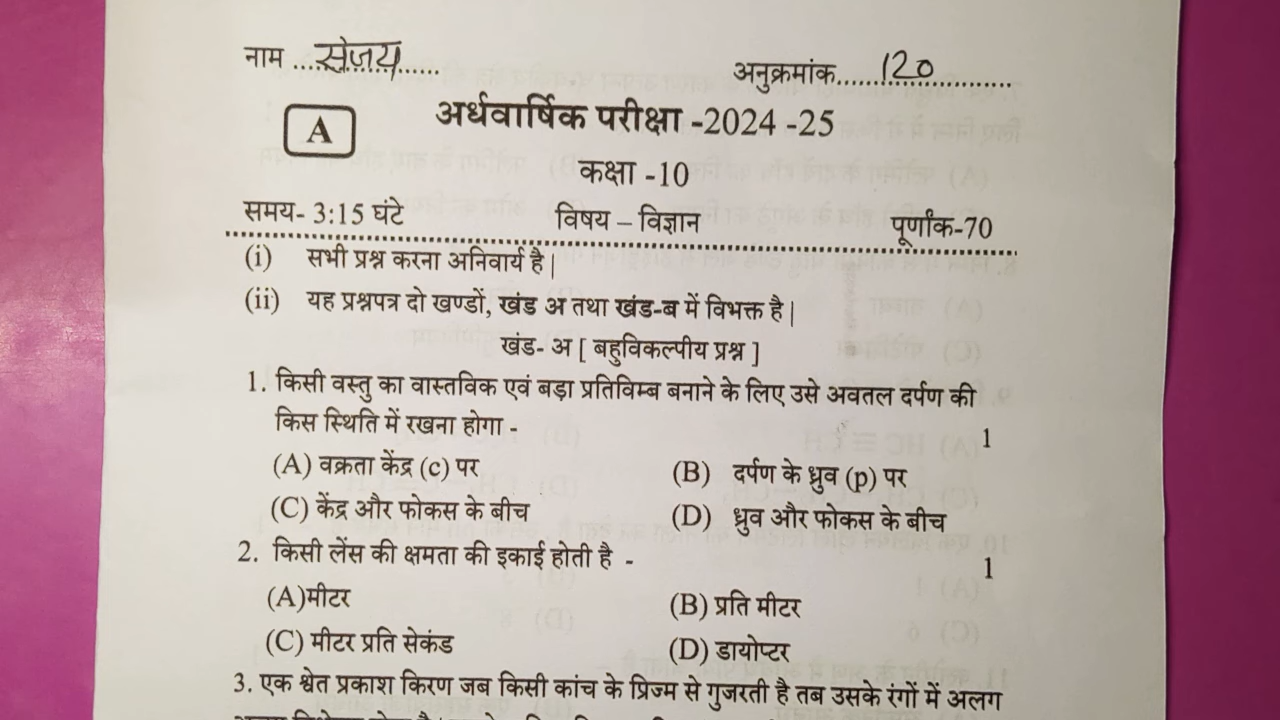 नाम .... संजय ......
अनुक्रमांक..... 120 ..........
A
अर्धवार्षिक परीक्षा -2024 -25
कक्षा -10
समय- 3:15 घंटे विषय – विज्ञान पूर्णांक-70
(i) सभी प्रश्न करना अनिवार्य है |
(ii) यह प्रश्नपत्र दो खण्डों, खंड अ तथा खंड-ब में विभक्त है |
खंड- अ [ बहुविकल्पीय प्रश्न ]
1. किसी वस्तु का वास्तविक एवं बड़ा प्रतिविम्ब बनाने के लिए उसे अवतल दर्पण की
किस स्थिति में रखना होगा - 1
(A) वक्रता केंद्र (c) पर (B) दर्पण के ध्रुव (p) पर
(C) केंद्र और फोकस के बीच (D) ध्रुव और फोकस के बीच
2. किसी लेंस की क्षमता की इकाई होती है - 1
(A)मीटर (B) प्रति मीटर
(C) मीटर प्रति सेकंड (D) डायोप्टर
3. एक श्वेत प्रकाश किरण जब किसी कांच के प्रिज्म से गुजरती है तब उसके रंगों में अलग